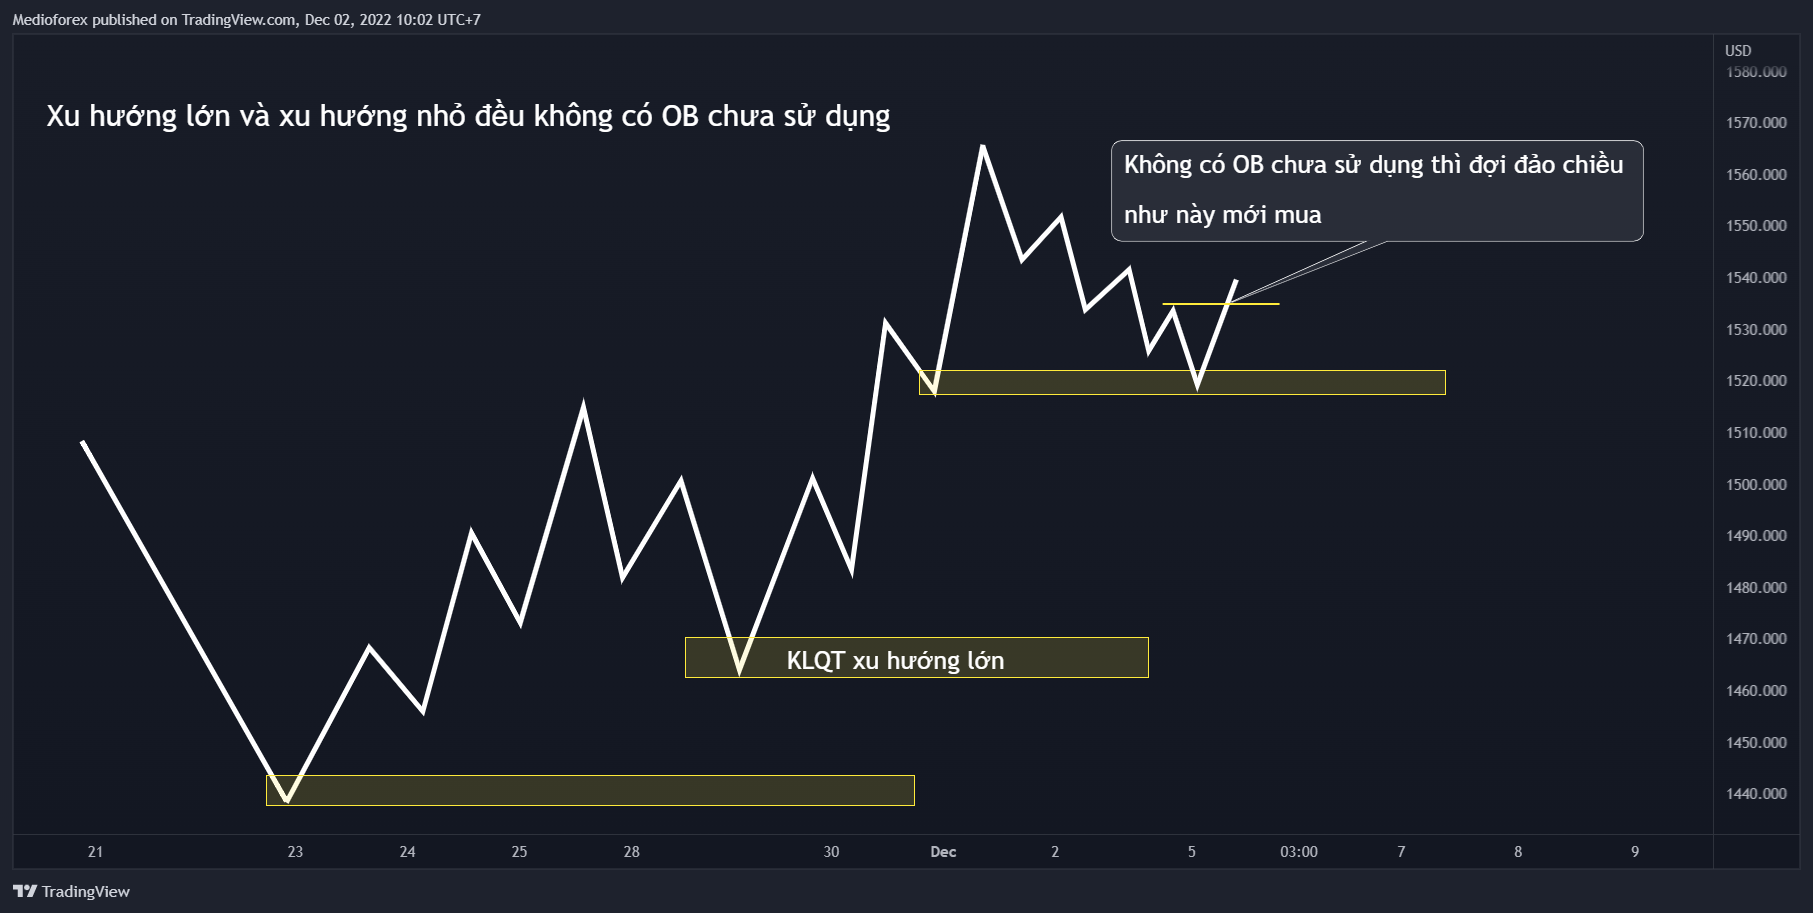 Medioforex published on TradingView.com, Dec 02, 2022 10:02 UTC+7
USD
1580.000
Xu hướng lớn và xu hướng nhỏ đều không có OB chưa sử dụng
1570.000
Không có OB chưa sử dụng thì đợi đảo chiều
như này mới mua
1560.000
1550.000
1540.000
1530.000
1520.000
1510.000
1500.000
1490.000
1480.000
1470.000
KLQT xu hướng lớn
1460.000
1450.000
1440.000
21 23 24 25 28 30 Dec 2 5 03:00 7 8 9
TradingView